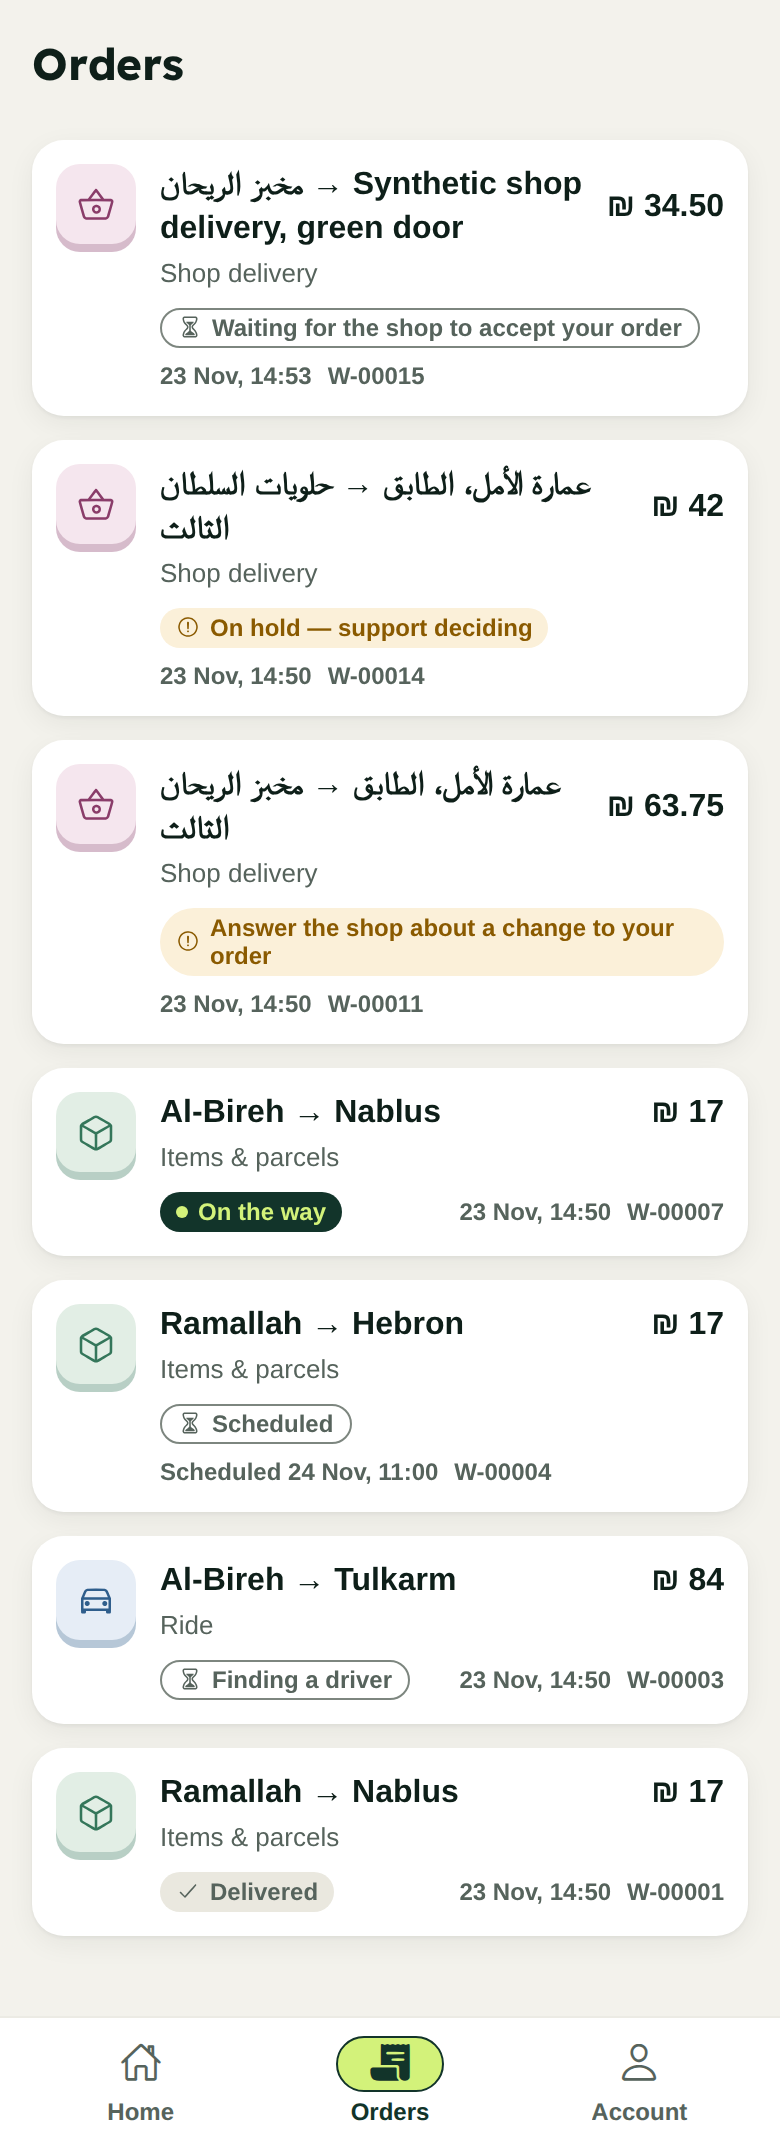 Orders
مخبز الريحان → Synthetic shop
delivery, green door
₪ 34.50
Shop delivery
Waiting for the shop to accept your order
23 Nov, 14:53 W-00015
حلويات السلطان → عمارة الأمل، الطابق
الثالث
₪ 42
Shop delivery
On hold — support deciding
23 Nov, 14:50 W-00014
مخبز الريحان → عمارة الأمل، الطابق
الثالث
₪ 63.75
Shop delivery
Answer the shop about a change to your
order
23 Nov, 14:50 W-00011
Al-Bireh → Nablus
₪ 17
Items & parcels
On the way
23 Nov, 14:50 W-00007
Ramallah → Hebron
₪ 17
Items & parcels
Scheduled
Scheduled 24 Nov, 11:00 W-00004
Al-Bireh → Tulkarm
₪ 84
Ride
Finding a driver
23 Nov, 14:50 W-00003
Ramallah → Nablus
₪ 17
Items & parcels
Delivered
23 Nov, 14:50 W-00001
Home
Orders
Account